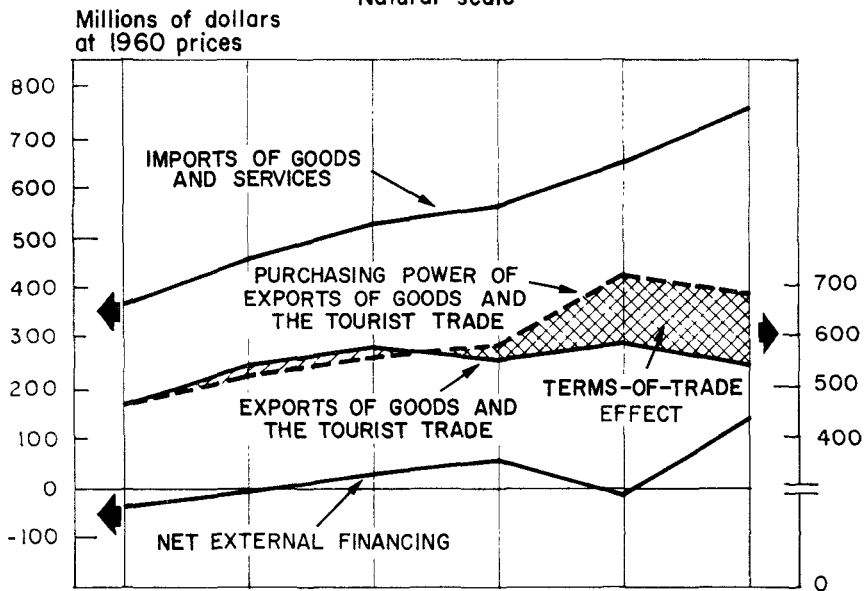 Natural scale
Millions of dollars
at 1960 prices
800
700
600
500
400
300
200
100
0
-100
IMPORTS OF GOODS
AND SERVICES
PURCHASING POWER OF
EXPORTS OF GOODS AND
THE TOURIST TRADE
EXPORTS OF GOODS AND
THE TOURIST TRADE
TERMS-OF-TRADE
EFFECT
NET EXTERNAL FINANCING
700
600
500
400
0